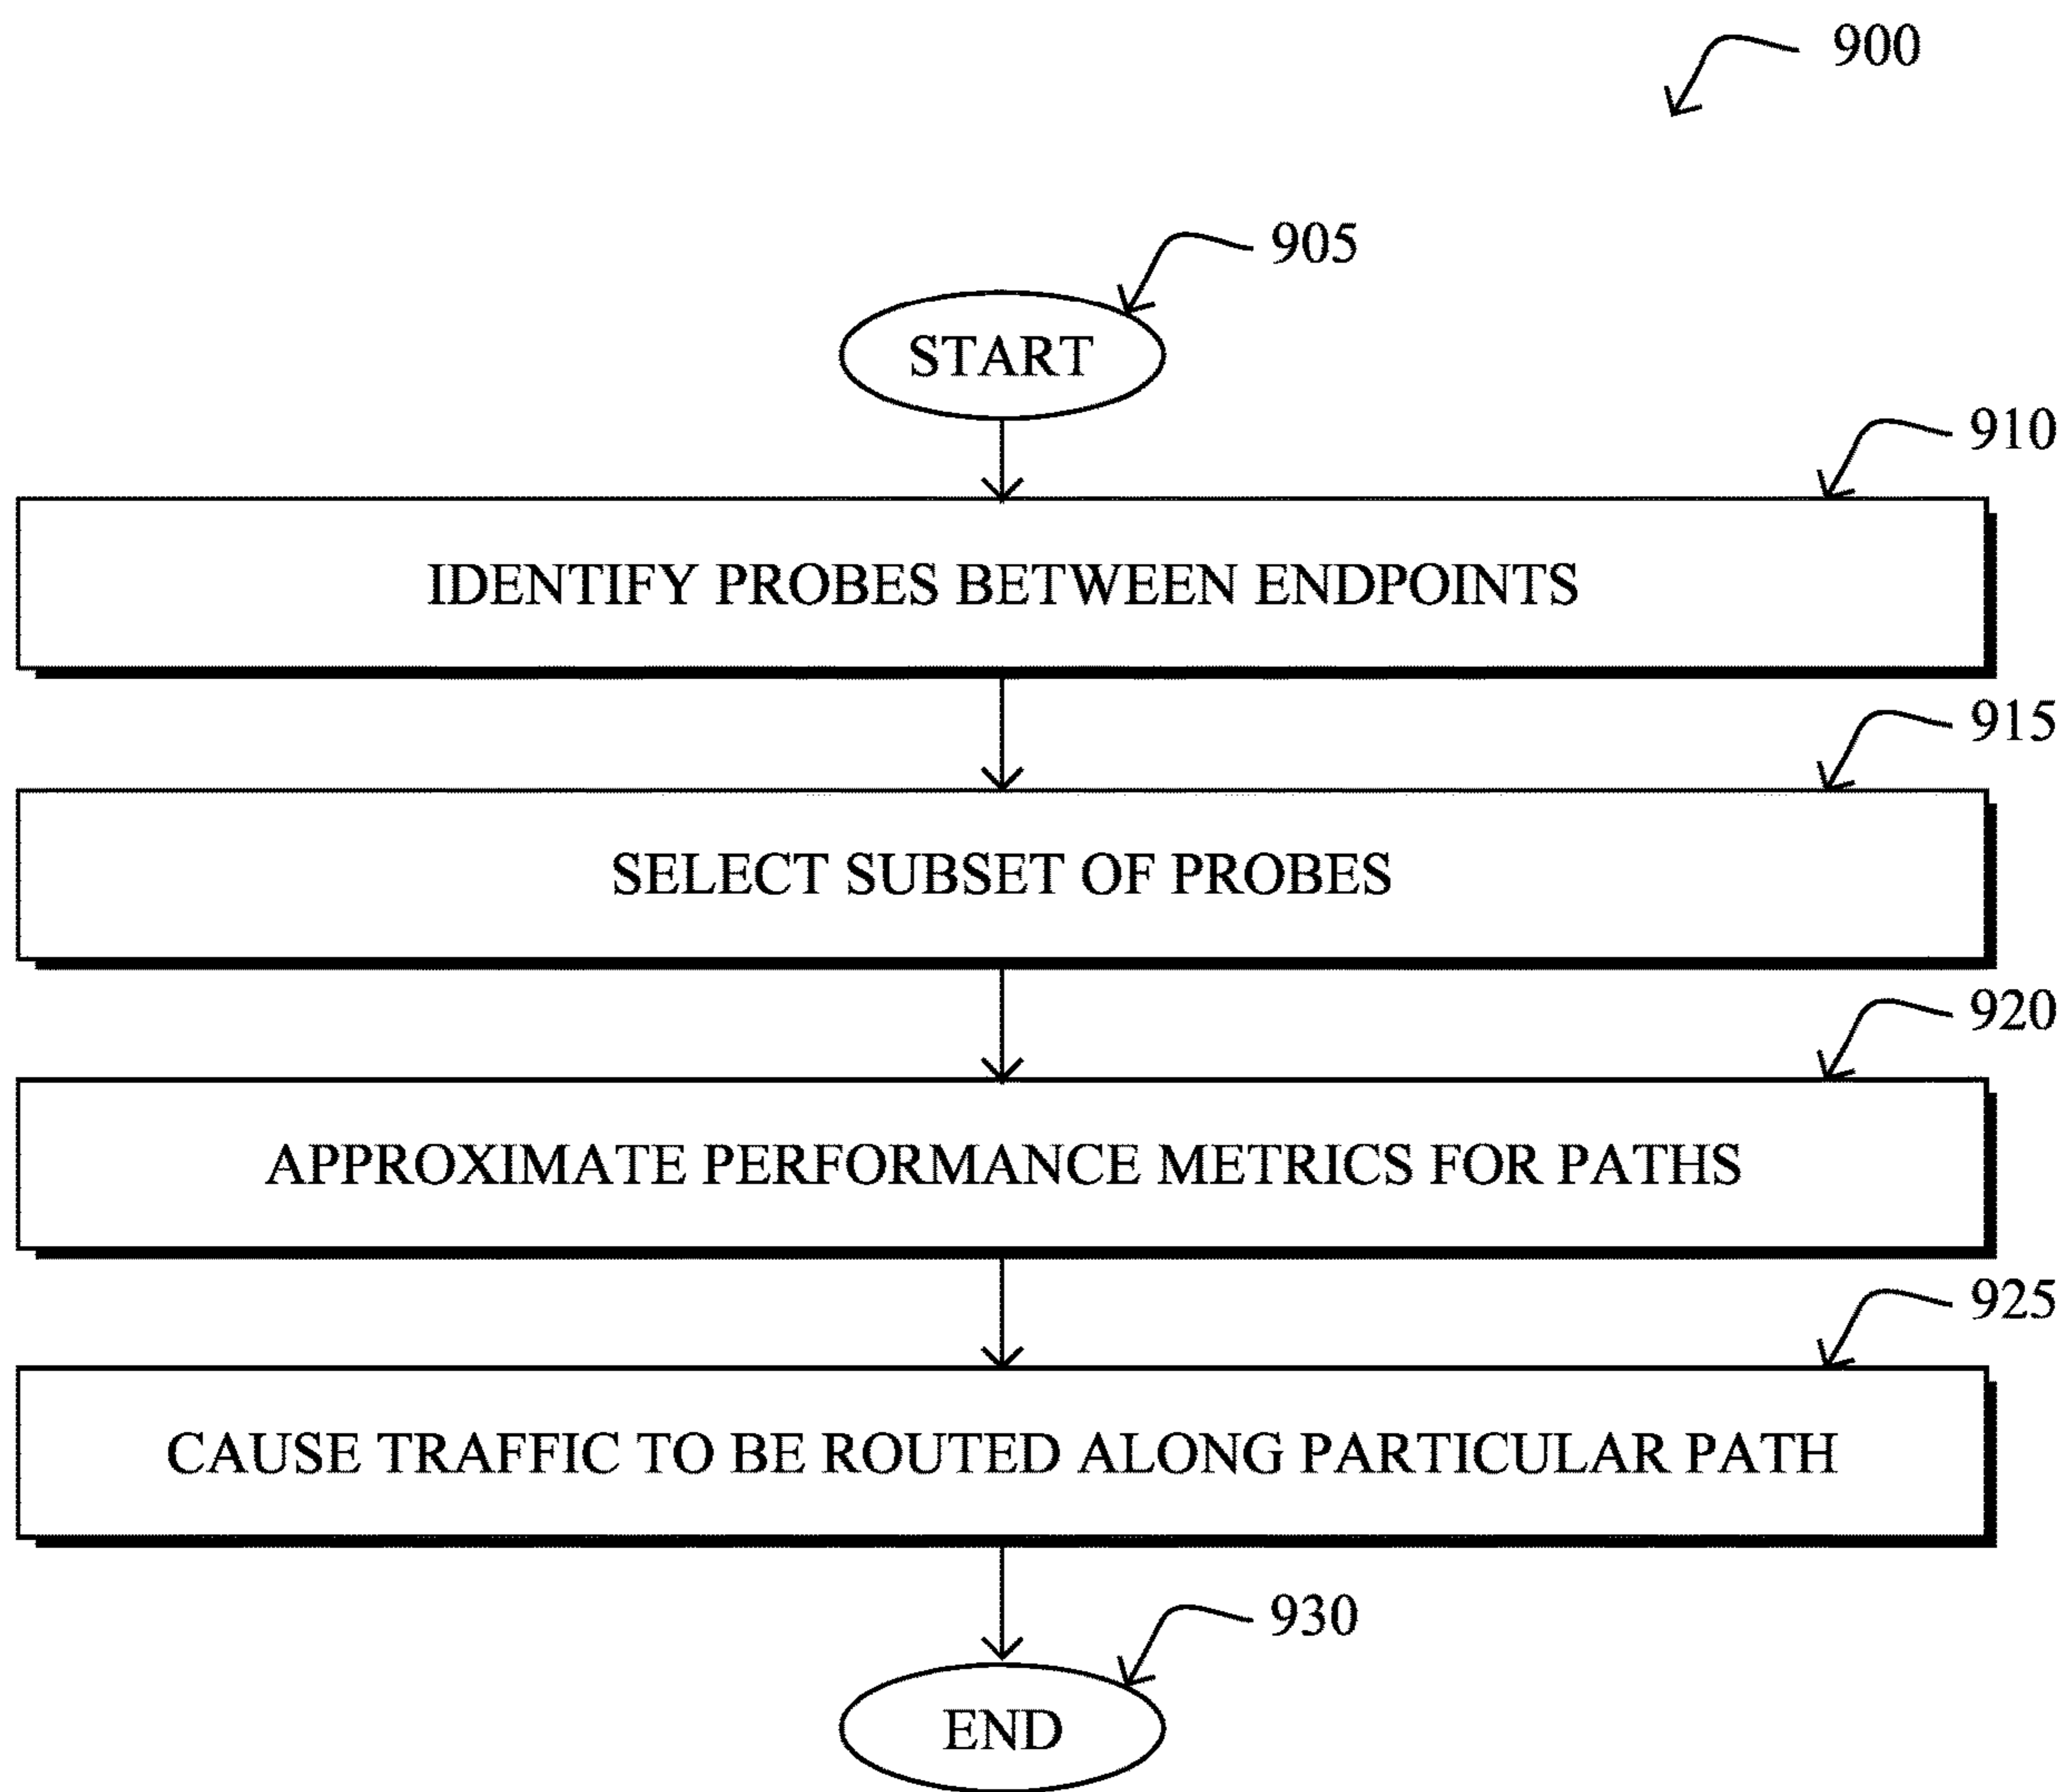 900
905
START
910
IDENTIFY PROBES BETWEEN ENDPOINTS
915
SELECT SUBSET OF PROBES
920
APPROXIMATE PERFORMANCE METRICS FOR PATHS
925
CAUSE TRAFFIC TO BE ROUTED ALONG PARTICULAR PATH
930
END